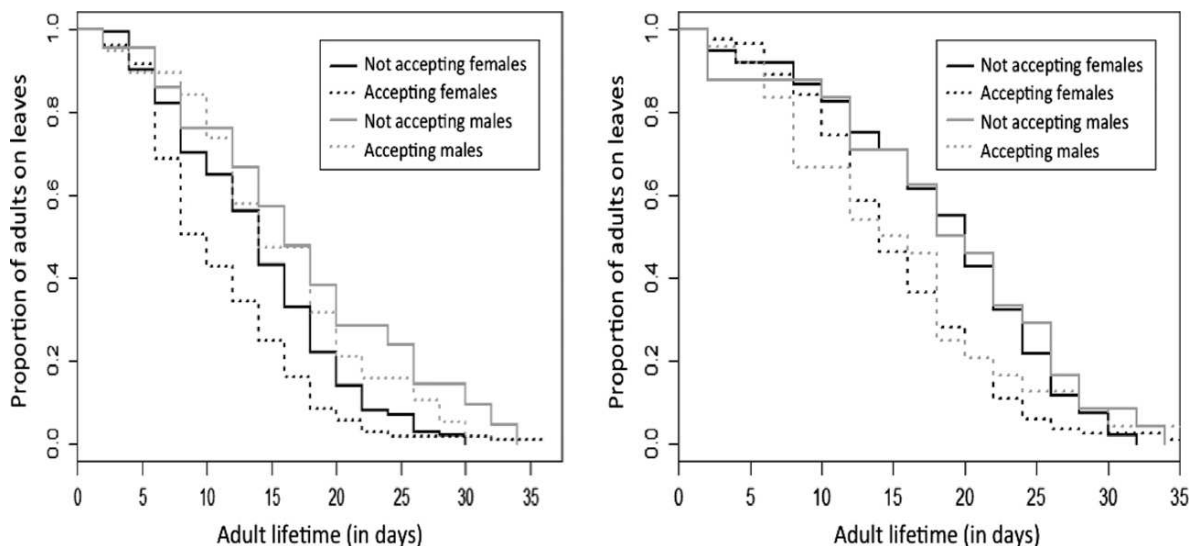 Proportion of adults on leaves
1.0
0.8
0.6
0.4
0.2
0.0
Not accepting females
Accepting females
Not accepting males
Accepting males
0 5 10 15 20 25 30 35
Adult lifetime (in days)
Proportion of adults on leaves
1.0
0.8
0.6
0.4
0.2
0.0
Not accepting females
Accepting females
Not accepting males
Accepting males
0 5 10 15 20 25 30 35
Adult lifetime (in days)